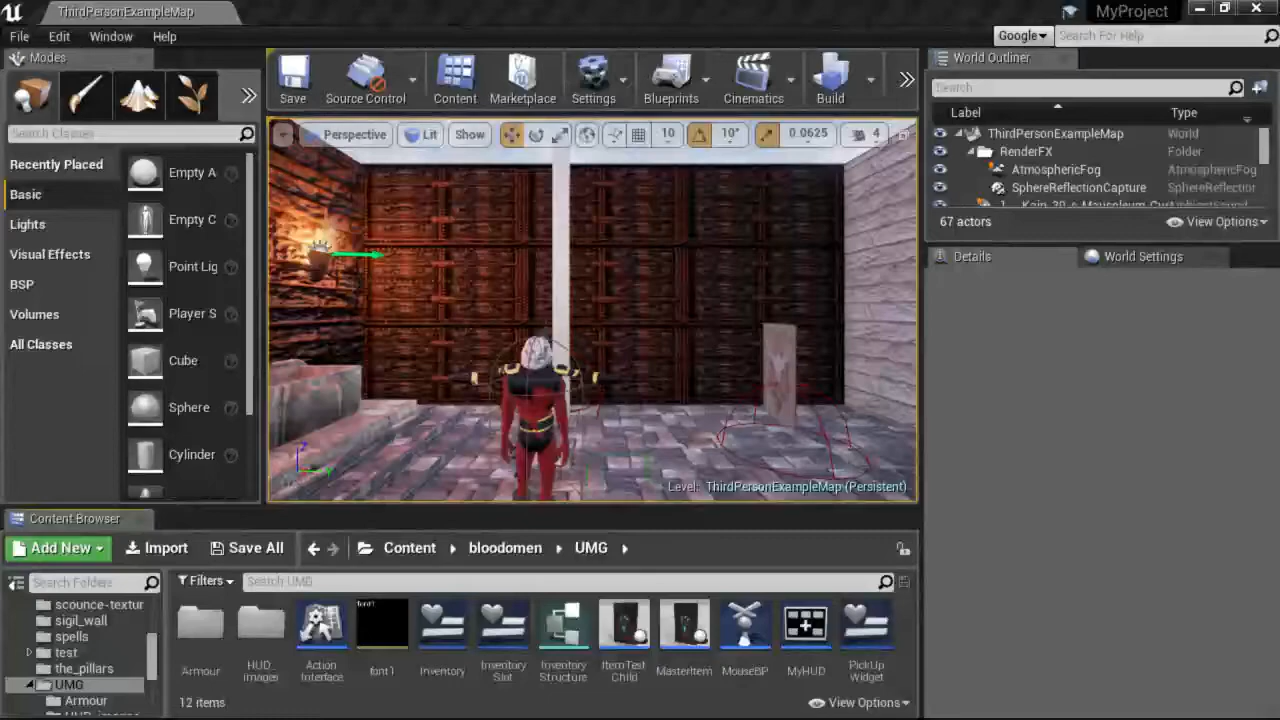 ThirdPersonExampleMap
MyProject
File Edit Window Help
Google Search For Help
Modes
Save Source Control Content Marketplace Settings Blueprints Cinematics Build
World Outliner
Search
Search Classes
Perspective Lit Show 10 10° 0.0625 4
Label Type
ThirdPersonExampleMap World
RenderFX Folder
AtmosphericFog AtmosphericFog
SphereReflectionCapture SphereReflection
67 actors View Options
Details World Settings
Recently Placed
Basic
Lights
Visual Effects
BSP
Volumes
All Classes
Empty A
Empty C
Point Lig
Player S
Cube
Sphere
Cylinder
Level: ThirdPersonExampleMap (Persistent)
Content Browser
Add New Import Save All Content bloodomen UMG
Search Folders
Filters Search UMG
scounce-textur
sigil_wall
spells
test
the_pillars
UMG
Armour
Armour
HUD_images
Action Interface
font1
font1
Inventory
Inventory Slot
Inventory Structure
ItemTest Child
MasterItem
MouseBP
MyHUD
PickUp Widget
12 items View Options